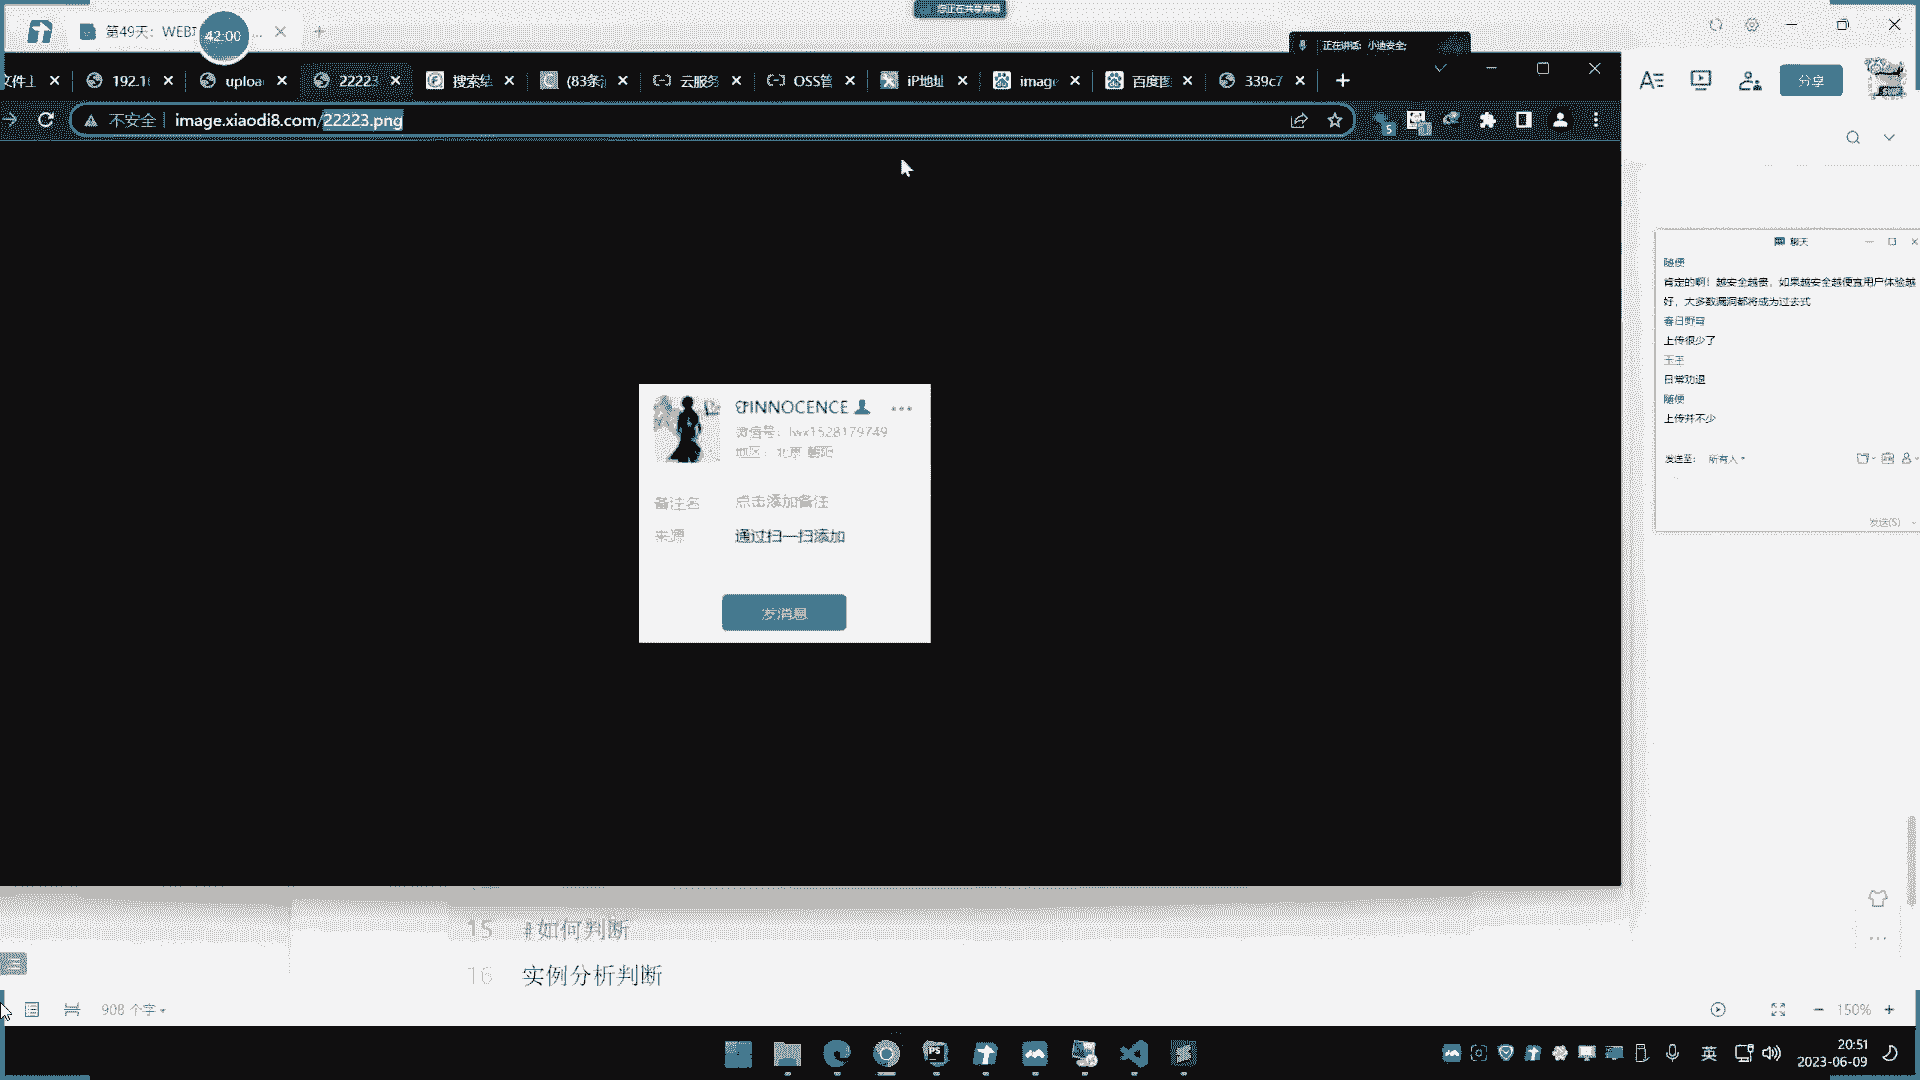 您正在共享屏幕
第49天：WEB
42:00
正在讲话：小迪安全;
文件上
192.1
uploa
22223
搜索结
(83条
云服务
OSS管
iP地址
image
百度图
339c7
不安全
image.xiaodi8.com/22223.png
分享
聊天
随便
肯定的啊！越安全越贵，如果越安全越便宜用户体验越
好，大多数漏洞都将成为过去式
春日野穹
上传很少了
玉王
日常劝退
随便
上传并不少
发送至：所有人
发送(S)
INNOCENCE
地区：北京 朝阳
备注名 点击添加备注
来源 通过扫一扫添加
发消息
15 #如何判断
16 实例分析判断
908 个字
150%
英
20:51
2023-06-09